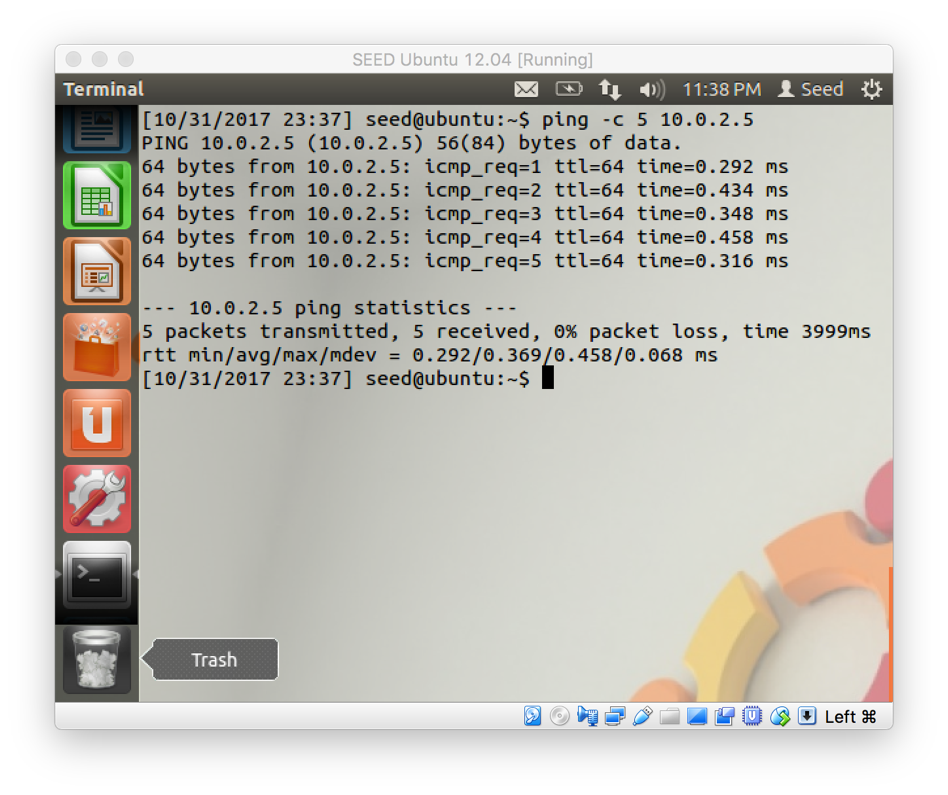 SEED Ubuntu 12.04 [Running]
Terminal 11:38 PM Seed
[10/31/2017 23:37] seed@ubuntu:~$ ping -c 5 10.0.2.5
PING 10.0.2.5 (10.0.2.5) 56(84) bytes of data.
64 bytes from 10.0.2.5: icmp_req=1 ttl=64 time=0.292 ms
64 bytes from 10.0.2.5: icmp_req=2 ttl=64 time=0.434 ms
64 bytes from 10.0.2.5: icmp_req=3 ttl=64 time=0.348 ms
64 bytes from 10.0.2.5: icmp_req=4 ttl=64 time=0.458 ms
64 bytes from 10.0.2.5: icmp_req=5 ttl=64 time=0.316 ms
--- 10.0.2.5 ping statistics ---
5 packets transmitted, 5 received, 0% packet loss, time 3999ms
rtt min/avg/max/mdev = 0.292/0.369/0.458/0.068 ms
[10/31/2017 23:37] seed@ubuntu:~$
Trash
Left ⌘